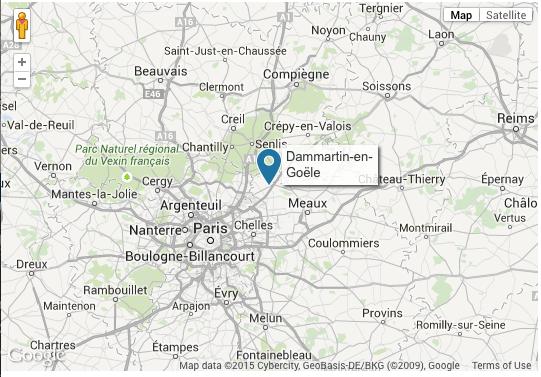 Map
Satellite
A16
A28
+
−
Tergnier
Noyon
Chauny
Laon
Saint-Just-en-Chaussée
Beauvais
Compiègne
E46
Clermont
Soissons
Reims
Creil
Crépy-en-Valois
Val-de-Reuil
A16
Senlis
Parc Naturel régional
du Vexin français
Chantilly
Dammartin-en-
Goële
Vernon
Cergy
Château-Thierry
Épernay
Mantes-la-Jolie
Argenteuil
Meaux
Châlo
Vertus
Nanterre
Paris
Chelles
Montmirail
Boulogne-Billancourt
Coulommiers
Dreux
Rambouillet
Évry
Maintenon
Arpajon
Melun
Provins
Romilly-sur-Seine
Chartres
Étampes
Fontainebleau
Google
Map data ©2015 Cybercity, GeoBasis-DE/BKG (©2009), Google
Terms of Use